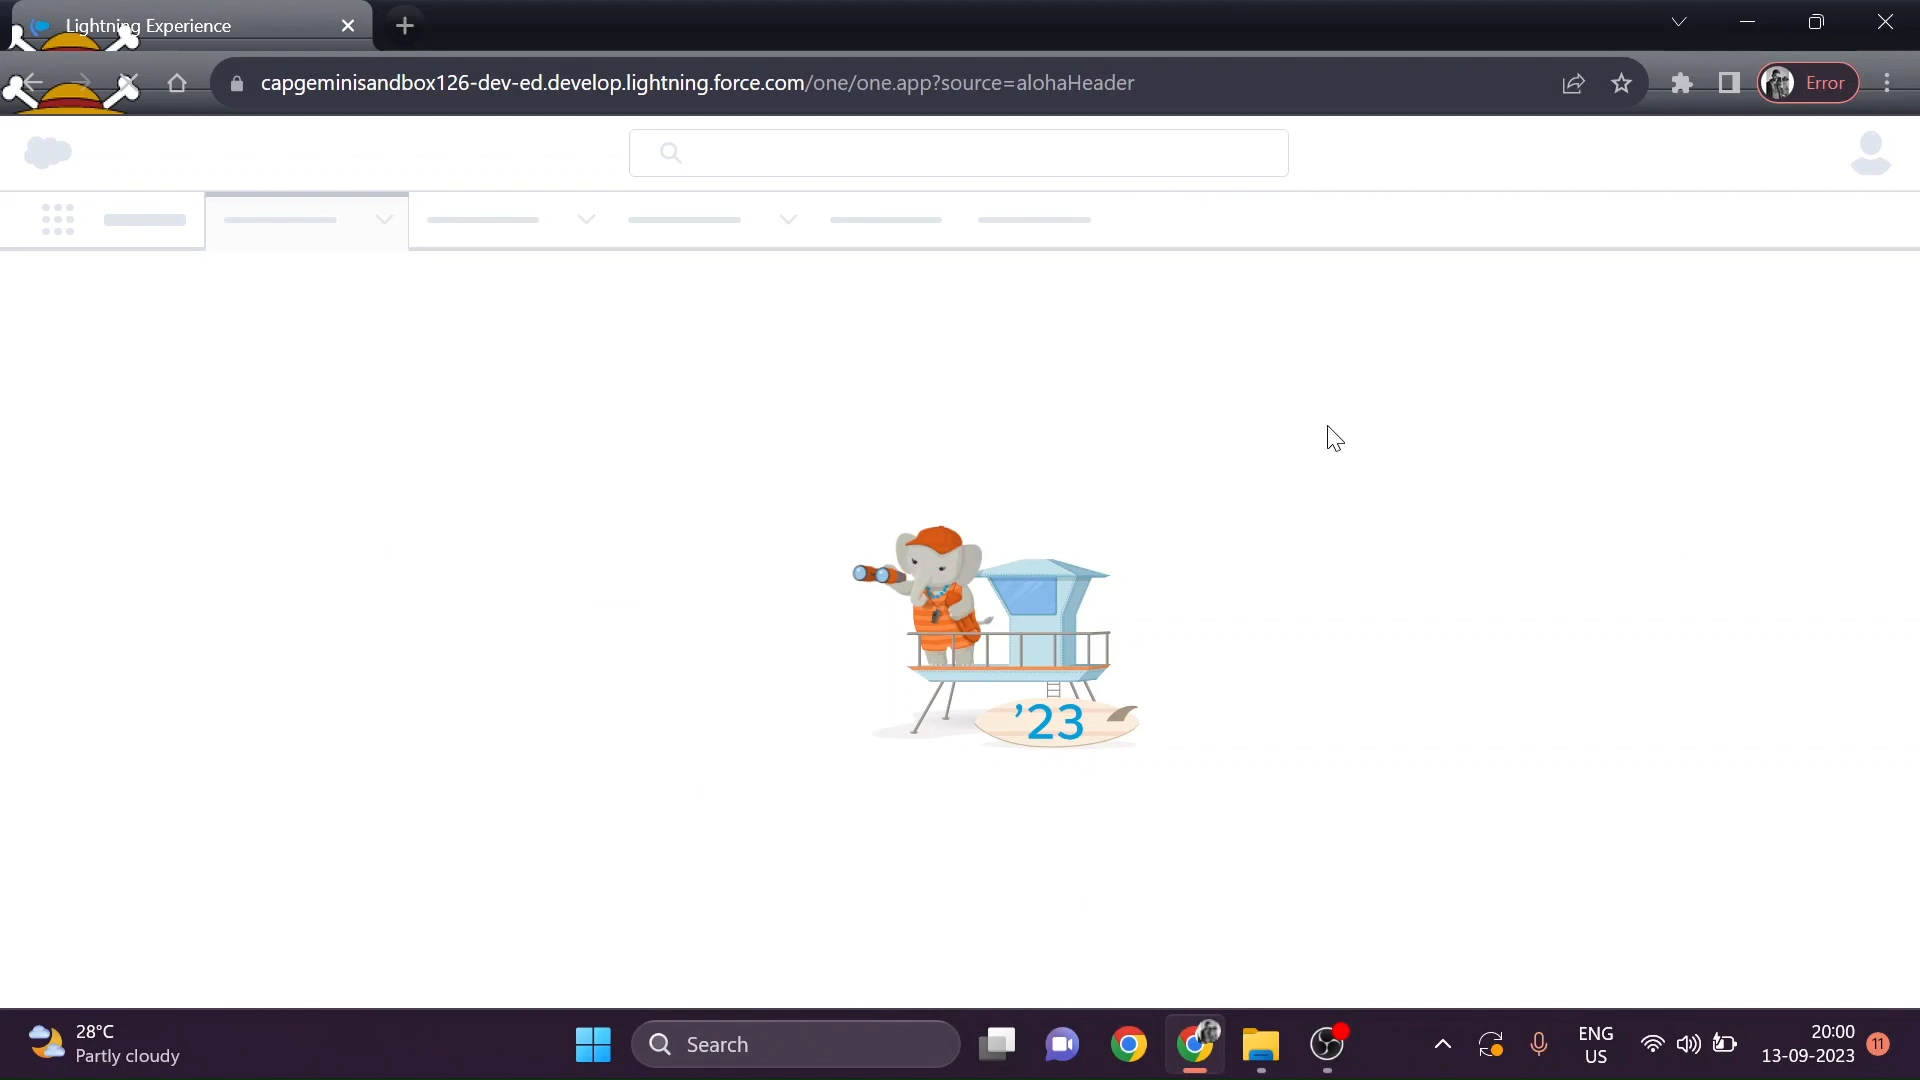 Lightning Experience
capgeminisandbox126-dev-ed.develop.lightning.force.com/one/one.app?source=alohaHeader
Error
'23
28°C
Partly cloudy
Search
ENG
US
20:00
13-09-2023
11